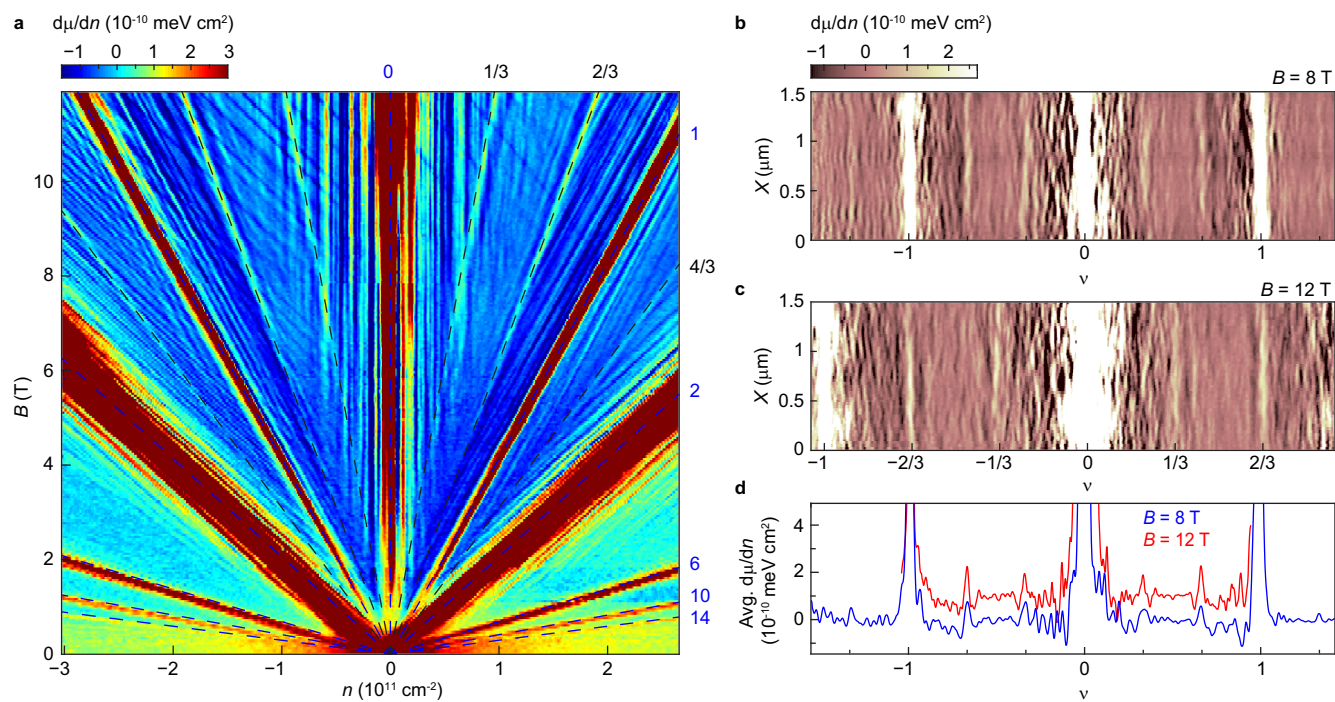 a
dμ/dn (10⁻¹⁰ meV cm²)
−1 0 1 2 3
0 1/3 2/3
1
4/3
2
6
10
14
10
8
6
4
2
0
B (T)
−3 −2 −1 0 1 2
n (10¹¹ cm⁻²)
b
dμ/dn (10⁻¹⁰ meV cm²)
−1 0 1 2
B = 8 T
1.5
1
0.5
0
X (μm)
−1 0 1
ν
c
B = 12 T
1.5
1
0.5
0
X (μm)
−1 −2/3 −1/3 0 1/3 2/3
ν
d
B = 8 T
B = 12 T
4
2
0
Avg. dμ/dn
(10⁻¹⁰ meV cm²)
−1 0 1
ν